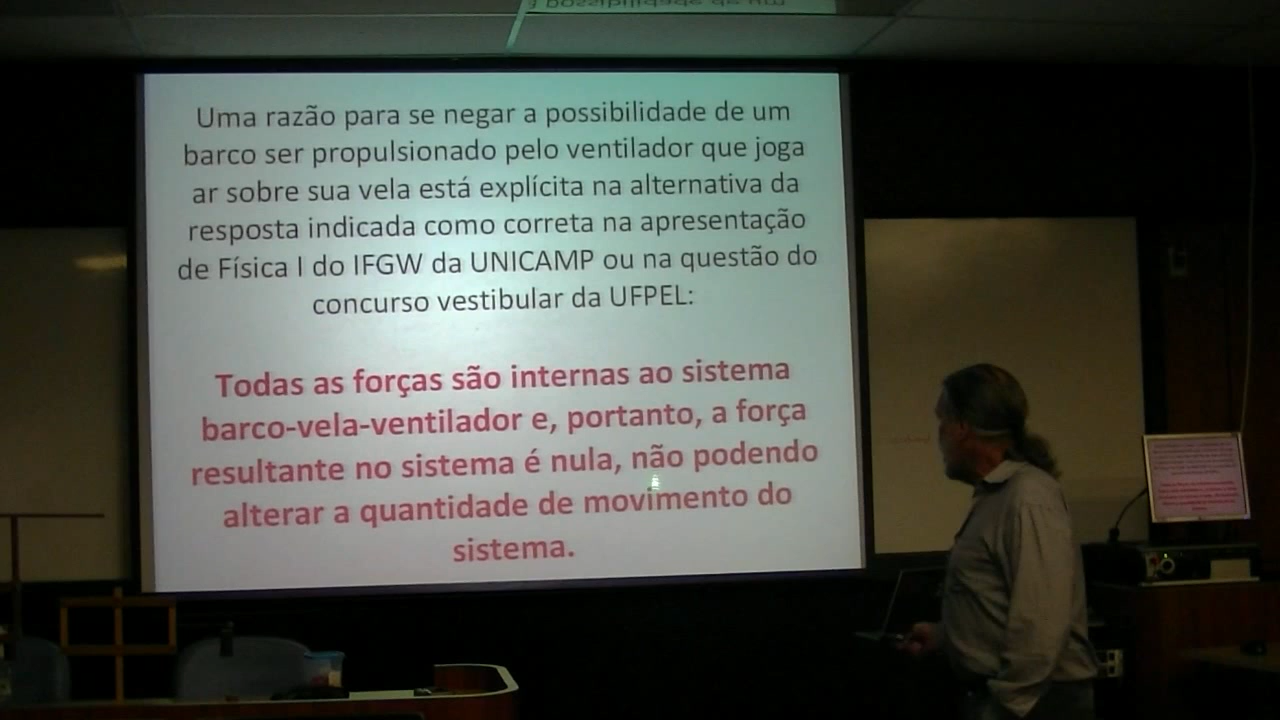 Uma razão para se negar a possibilidade de um
barco ser propulsionado pelo ventilador que joga
ar sobre sua vela está explícita na alternativa da
resposta indicada como correta na apresentação
de Física I do IFGW da UNICAMP ou na questão do
concurso vestibular da UFPEL:
Todas as forças são internas ao sistema
barco-vela-ventilador e, portanto, a força
resultante no sistema é nula, não podendo
alterar a quantidade de movimento do
sistema.